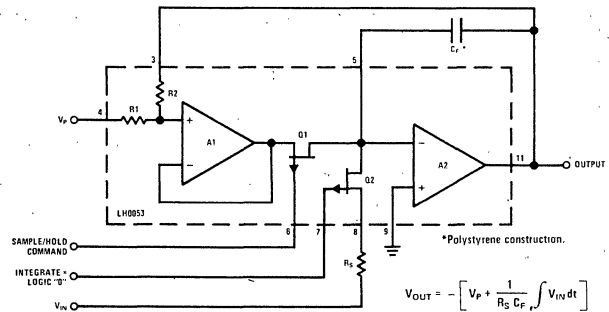 C_F *
3
5
R2
4
R1
V_P
+
A1
−
Q1
Q2
−
A2
+
11
OUTPUT
LH0053
6
7
8
9
*Polystyrene construction.
SAMPLE/HOLD
COMMAND
R_S
INTEGRATE =
LOGIC "0"
V_IN
V_OUT = − [ V_P + 1 / R_S C_F ∫ V_IN dt ]